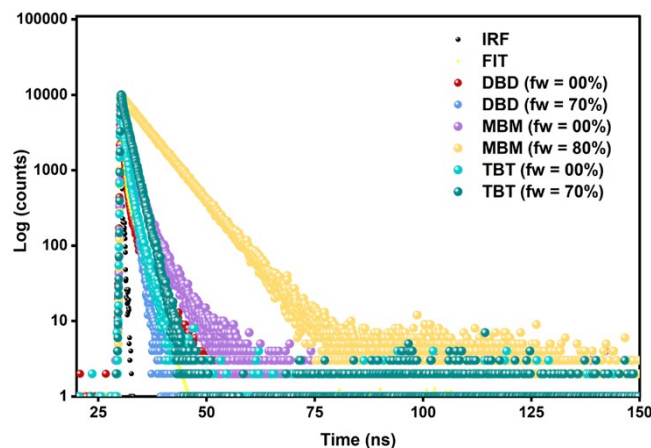 100000
10000
1000
100
10
1
Log (counts)
IRF
FIT
DBD (fw = 00%)
DBD (fw = 70%)
MBM (fw = 00%)
MBM (fw = 80%)
TBT (fw = 00%)
TBT (fw = 70%)
25 50 75 100 125 150
Time (ns)